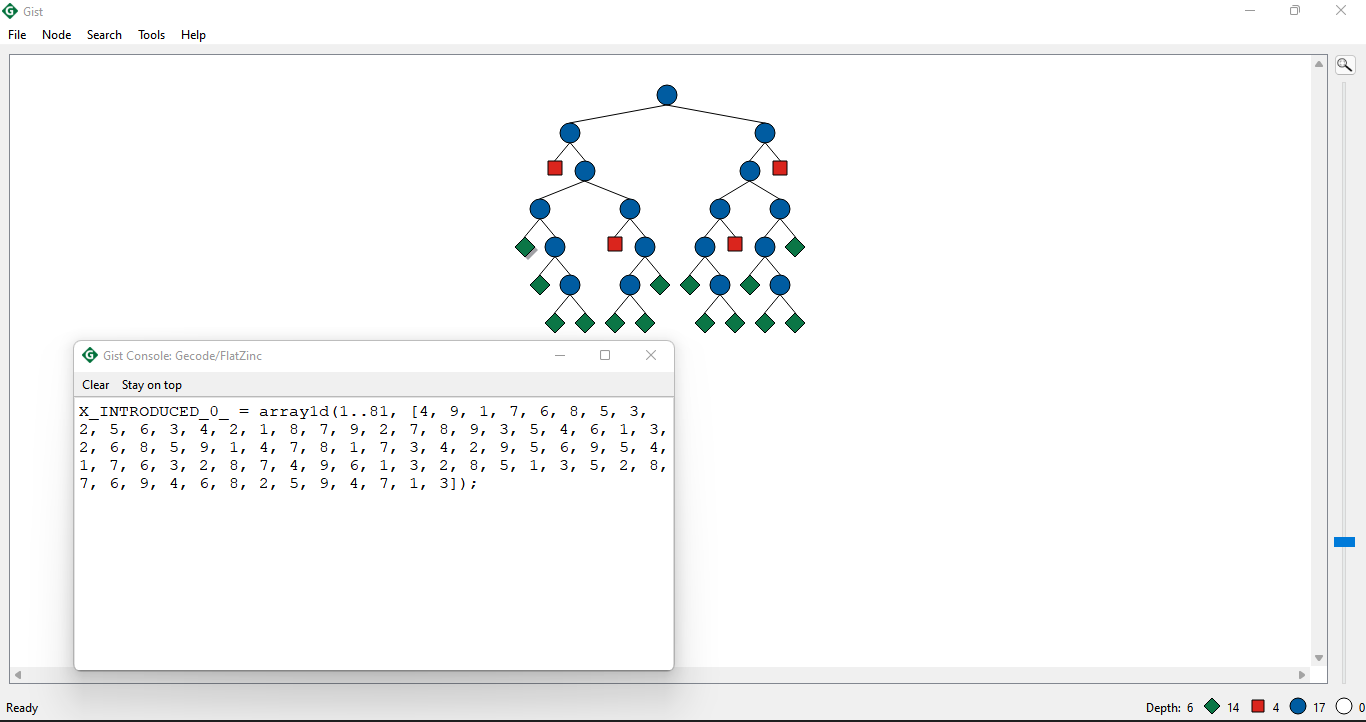 Gist
File Node Search Tools Help
Gist Console: Gecode/FlatZinc
Clear Stay on top
X_INTRODUCED_0_ = array1d(1..81, [4, 9, 1, 7, 6, 8, 5, 3,
2, 5, 6, 3, 4, 2, 1, 8, 7, 9, 2, 7, 8, 9, 3, 5, 4, 6, 1, 3,
2, 6, 8, 5, 9, 1, 4, 7, 8, 1, 7, 3, 4, 2, 9, 5, 6, 9, 5, 4,
1, 7, 6, 3, 2, 8, 7, 4, 9, 6, 1, 3, 2, 8, 5, 1, 3, 5, 2, 8,
7, 6, 9, 4, 6, 8, 2, 5, 9, 4, 7, 1, 3]);
Ready
Depth: 6 14 4 17 0